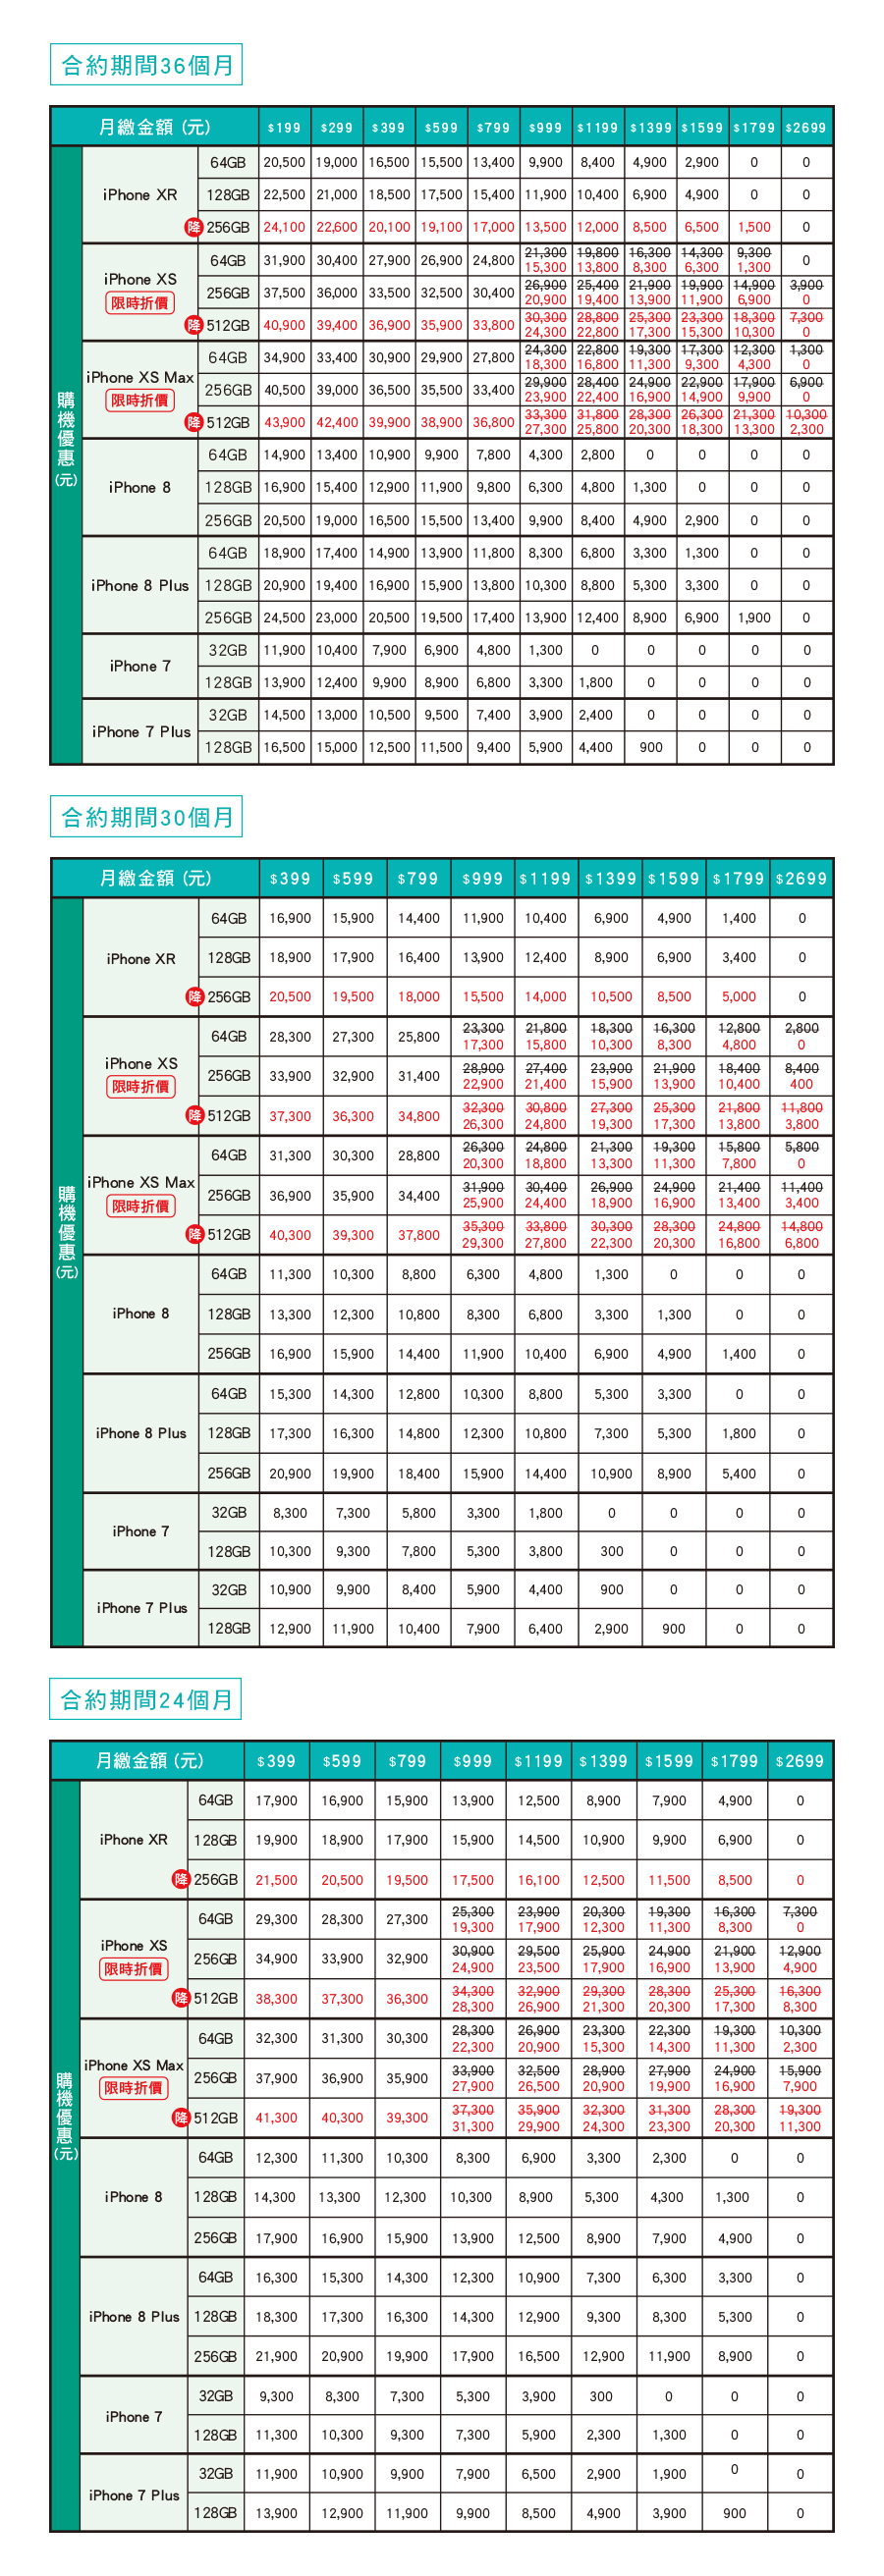 合約期間36個月
月繳金額 (元) $199 $299 $399 $599 $799 $999 $1199 $1399 $1599 $1799 $2699
購機優惠(元)
iPhone XR
64GB 20,500 19,000 16,500 15,500 13,400 9,900 8,400 4,900 2,900 0 0
128GB 22,500 21,000 18,500 17,500 15,400 11,900 10,400 6,900 4,900 0 0
降 256GB 24,100 22,600 20,100 19,100 17,000 13,500 12,000 8,500 6,500 1,500 0
iPhone XS
限時折價
21,300 19,800 16,300 14,300 9,300
64GB 31,900 30,400 27,900 26,900 24,800 15,300 13,800 8,300 6,300 1,300 0
26,900 25,400 21,900 19,900 14,900 3,900
256GB 37,500 36,000 33,500 32,500 30,400 20,900 19,400 13,900 11,900 6,900 0
30,300 28,800 25,300 23,300 18,300 7,300
降 512GB 40,900 39,400 36,900 35,900 33,800 24,300 22,800 17,300 15,300 10,300 0
iPhone XS Max
限時折價
24,300 22,800 19,300 17,300 12,300 1,300
64GB 34,900 33,400 30,900 29,900 27,800 18,300 16,800 11,300 9,300 4,300 0
29,900 28,400 24,900 22,900 17,900 6,900
256GB 40,500 39,000 36,500 35,500 33,400 23,900 22,400 16,900 14,900 9,900 0
33,300 31,800 28,300 26,300 21,300 10,300
降 512GB 43,900 42,400 39,900 38,900 36,800 27,300 25,800 20,300 18,300 13,300 2,300
iPhone 8
64GB 14,900 13,400 10,900 9,900 7,800 4,300 2,800 0 0 0 0
128GB 16,900 15,400 12,900 11,900 9,800 6,300 4,800 1,300 0 0 0
256GB 20,500 19,000 16,500 15,500 13,400 9,900 8,400 4,900 2,900 0 0
iPhone 8 Plus
64GB 18,900 17,400 14,900 13,900 11,800 8,300 6,800 3,300 1,300 0 0
128GB 20,900 19,400 16,900 15,900 13,800 10,300 8,800 5,300 3,300 0 0
256GB 24,500 23,000 20,500 19,500 17,400 13,900 12,400 8,900 6,900 1,900 0
iPhone 7
32GB 11,900 10,400 7,900 6,900 4,800 1,300 0 0 0 0 0
128GB 13,900 12,400 9,900 8,900 6,800 3,300 1,800 0 0 0 0
iPhone 7 Plus
32GB 14,500 13,000 10,500 9,500 7,400 3,900 2,400 0 0 0 0
128GB 16,500 15,000 12,500 11,500 9,400 5,900 4,400 900 0 0 0
合約期間30個月
月繳金額 (元) $399 $599 $799 $999 $1199 $1399 $1599 $1799 $2699
購機優惠(元)
iPhone XR
64GB 16,900 15,900 14,400 11,900 10,400 6,900 4,900 1,400 0
128GB 18,900 17,900 16,400 13,900 12,400 8,900 6,900 3,400 0
降 256GB 20,500 19,500 18,000 15,500 14,000 10,500 8,500 5,000 0
iPhone XS
限時折價
23,300 21,800 18,300 16,300 12,800 2,800
64GB 28,300 27,300 25,800 17,300 15,800 10,300 8,300 4,800 0
28,900 27,400 23,900 21,900 18,400 8,400
256GB 33,900 32,900 31,400 22,900 21,400 15,900 13,900 10,400 400
32,300 30,800 27,300 25,300 21,800 11,800
降 512GB 37,300 36,300 34,800 26,300 24,800 19,300 17,300 13,800 3,800
iPhone XS Max
限時折價
26,300 24,800 21,300 19,300 15,800 5,800
64GB 31,300 30,300 28,800 20,300 18,800 13,300 11,300 7,800 0
31,900 30,400 26,900 24,900 21,400 11,400
256GB 36,900 35,900 34,400 25,900 24,400 18,900 16,900 13,400 3,400
35,300 33,800 30,300 28,300 24,800 14,800
降 512GB 40,300 39,300 37,800 29,300 27,800 22,300 20,300 16,800 6,800
iPhone 8
64GB 11,300 10,300 8,800 6,300 4,800 1,300 0 0 0
128GB 13,300 12,300 10,800 8,300 6,800 3,300 1,300 0 0
256GB 16,900 15,900 14,400 11,900 10,400 6,900 4,900 1,400 0
iPhone 8 Plus
64GB 15,300 14,300 12,800 10,300 8,800 5,300 3,300 0 0
128GB 17,300 16,300 14,800 12,300 10,800 7,300 5,300 1,800 0
256GB 20,900 19,900 18,400 15,900 14,400 10,900 8,900 5,400 0
iPhone 7
32GB 8,300 7,300 5,800 3,300 1,800 0 0 0 0
128GB 10,300 9,300 7,800 5,300 3,800 300 0 0 0
iPhone 7 Plus
32GB 10,900 9,900 8,400 5,900 4,400 900 0 0 0
128GB 12,900 11,900 10,400 7,900 6,400 2,900 900 0 0
合約期間24個月
月繳金額 (元) $399 $599 $799 $999 $1199 $1399 $1599 $1799 $2699
購機優惠(元)
iPhone XR
64GB 17,900 16,900 15,900 13,900 12,500 8,900 7,900 4,900 0
128GB 19,900 18,900 17,900 15,900 14,500 10,900 9,900 6,900 0
降 256GB 21,500 20,500 19,500 17,500 16,100 12,500 11,500 8,500 0
iPhone XS
限時折價
25,300 23,900 20,300 19,300 16,300 7,300
64GB 29,300 28,300 27,300 19,300 17,900 12,300 11,300 8,300 0
30,900 29,500 25,900 24,900 21,900 12,900
256GB 34,900 33,900 32,900 24,900 23,500 17,900 16,900 13,900 4,900
34,300 32,900 29,300 28,300 25,300 16,300
降 512GB 38,300 37,300 36,300 28,300 26,900 21,300 20,300 17,300 8,300
iPhone XS Max
限時折價
28,300 26,900 23,300 22,300 19,300 10,300
64GB 32,300 31,300 30,300 22,300 20,900 15,300 14,300 11,300 2,300
33,900 32,500 28,900 27,900 24,900 15,900
256GB 37,900 36,900 35,900 27,900 26,500 20,900 19,900 16,900 7,900
37,300 35,900 32,300 31,300 28,300 19,300
降 512GB 41,300 40,300 39,300 31,300 29,900 24,300 23,300 20,300 11,300
iPhone 8
64GB 12,300 11,300 10,300 8,300 6,900 3,300 2,300 0 0
128GB 14,300 13,300 12,300 10,300 8,900 5,300 4,300 1,300 0
256GB 17,900 16,900 15,900 13,900 12,500 8,900 7,900 4,900 0
iPhone 8 Plus
64GB 16,300 15,300 14,300 12,300 10,900 7,300 6,300 3,300 0
128GB 18,300 17,300 16,300 14,300 12,900 9,300 8,300 5,300 0
256GB 21,900 20,900 19,900 17,900 16,500 12,900 11,900 8,900 0
iPhone 7
32GB 9,300 8,300 7,300 5,300 3,900 300 0 0 0
128GB 11,300 10,300 9,300 7,300 5,900 2,300 1,300 0 0
iPhone 7 Plus
32GB 11,900 10,900 9,900 7,900 6,500 2,900 1,900 0 0
128GB 13,900 12,900 11,900 9,900 8,500 4,900 3,900 900 0